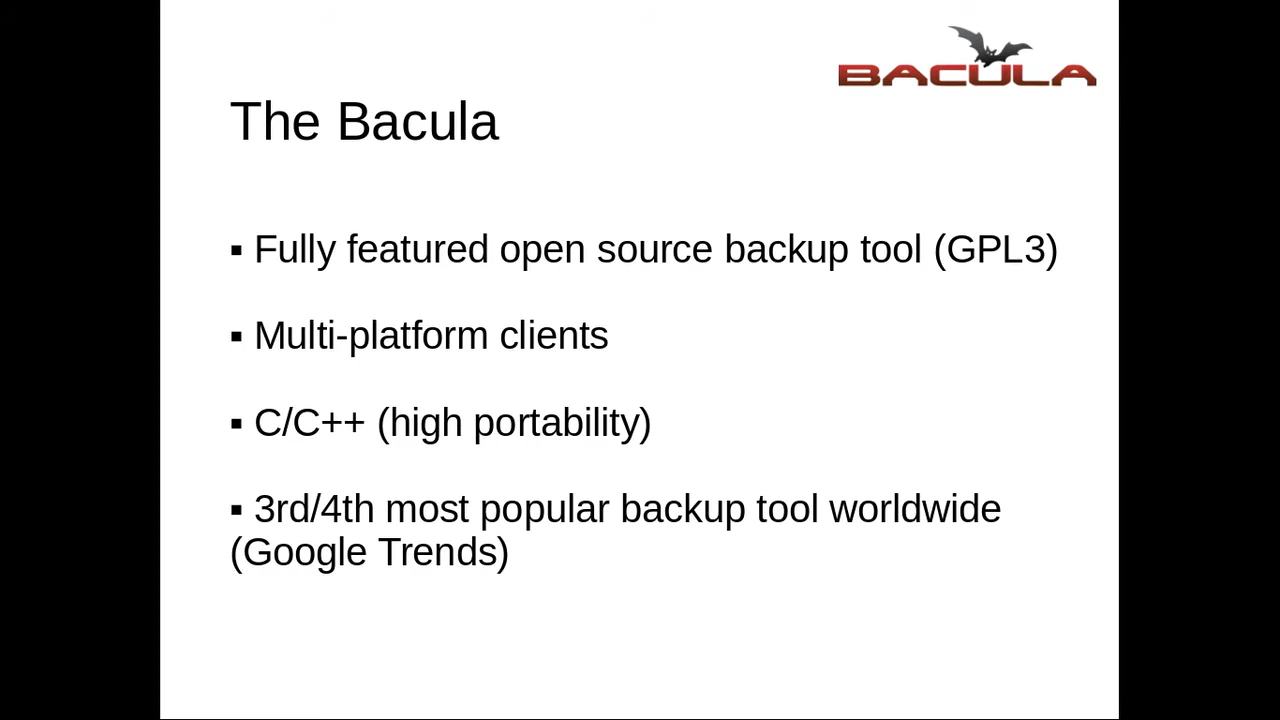 BACULA
The Bacula
▪ Fully featured open source backup tool (GPL3)
▪ Multi-platform clients
▪ C/C++ (high portability)
▪ 3rd/4th most popular backup tool worldwide
(Google Trends)